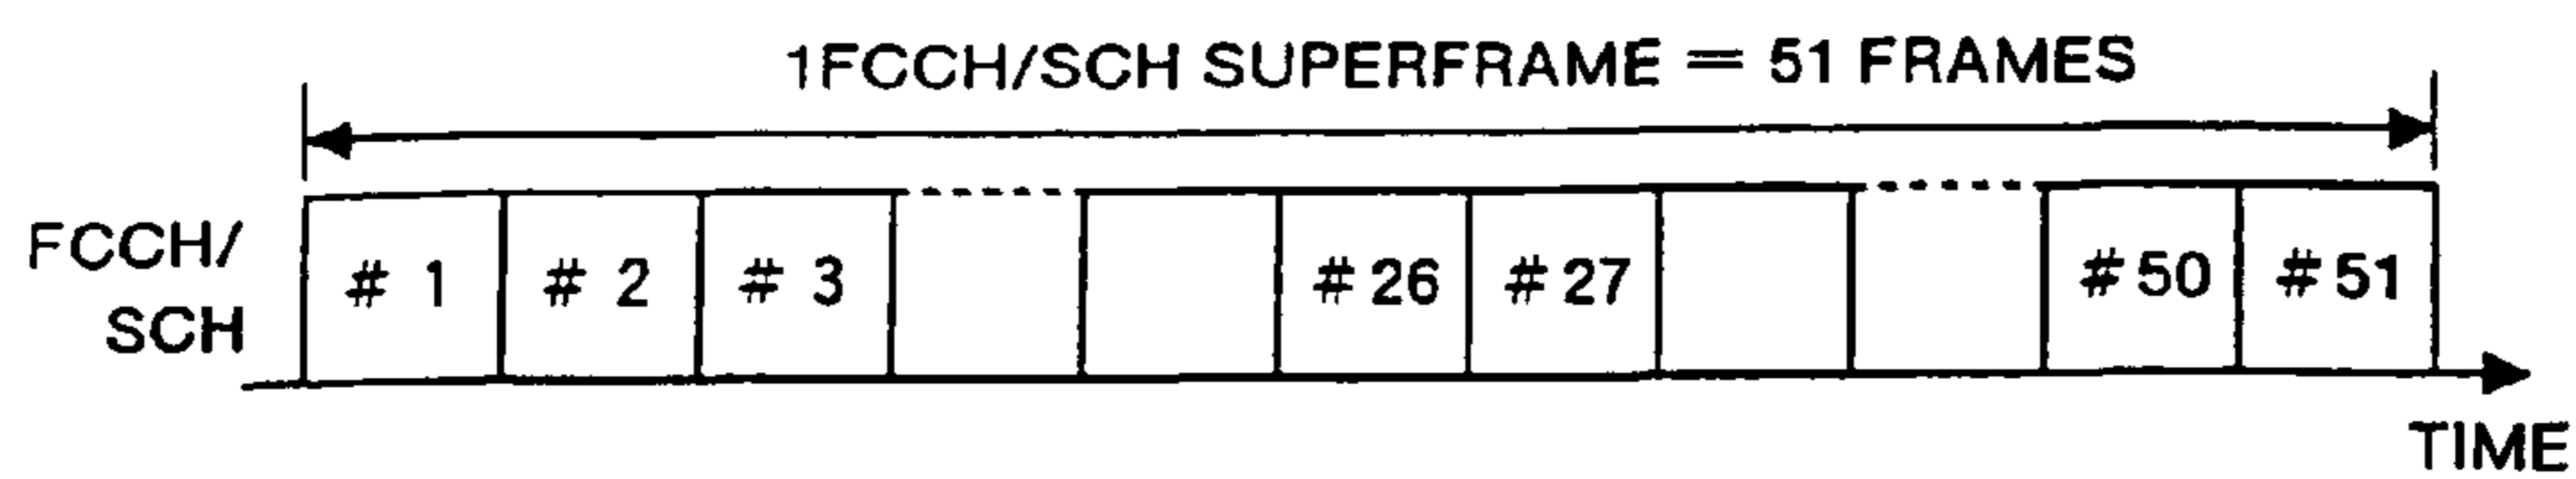 1FCCH/SCH SUPERFRAME = 51 FRAMES
FCCH/
SCH
# 1 # 2 # 3 # 26 # 27 # 50 # 51
TIME